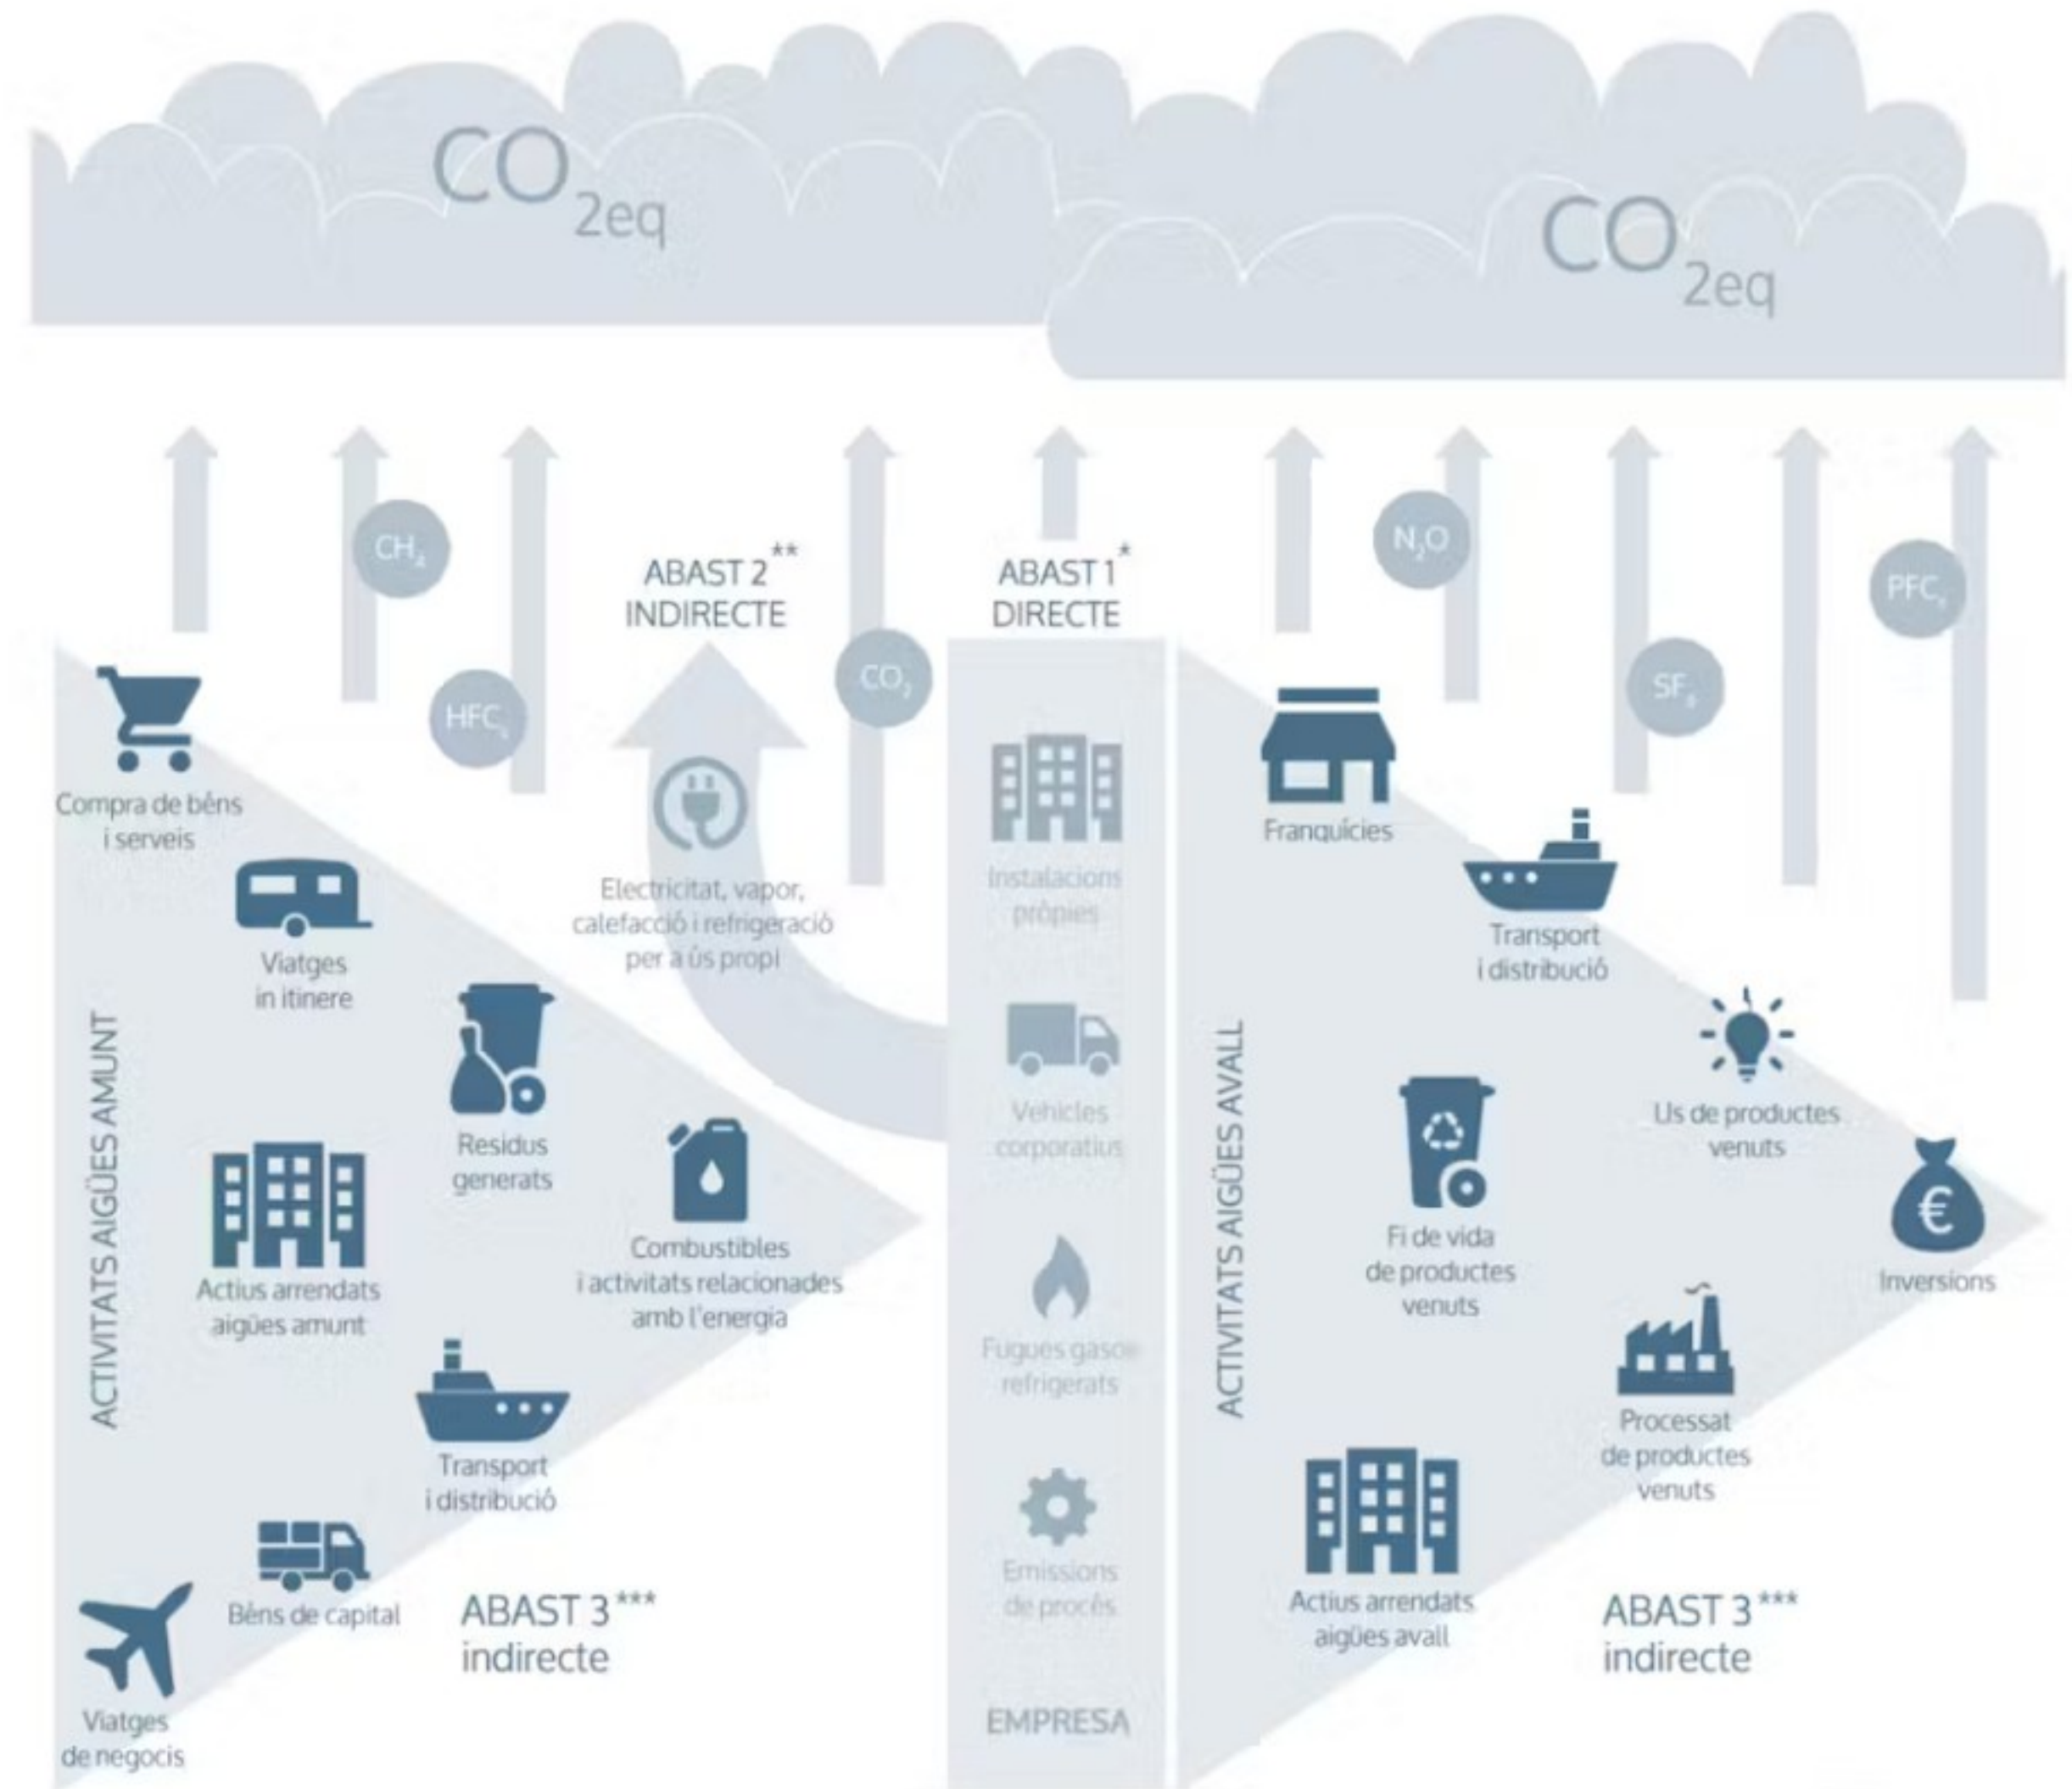 CO2eq
CO2eq
CH4
HFCs
CO2
N2O
SF6
PFCs
ABAST 2**
INDIRECTE
ABAST 1*
DIRECTE
Compra de béns
i serveis
Viatges
in itinere
Residus
generats
Actius arrendats
aigües amunt
Combustibles
i activitats relacionades
amb l'energia
Transport
i distribució
Béns de capital
Viatges
de negocis
ACTIVITATS AIGÜES AMUNT
ABAST 3***
indirecte
Electricitat, vapor,
calefacció i refrigeració
per a ús propi
Instal·lacions
pròpies
Vehicles
corporatius
Fugues gasos
refrigerats
Emissions
de procés
EMPRESA
ACTIVITATS AIGÜES AVALL
Franquícies
Transport
i distribució
Us de productes
venuts
Fi de vida
de productes
venuts
Inversions
Processat
de productes
venuts
Actius arrendats
aigües avall
ABAST 3***
indirecte